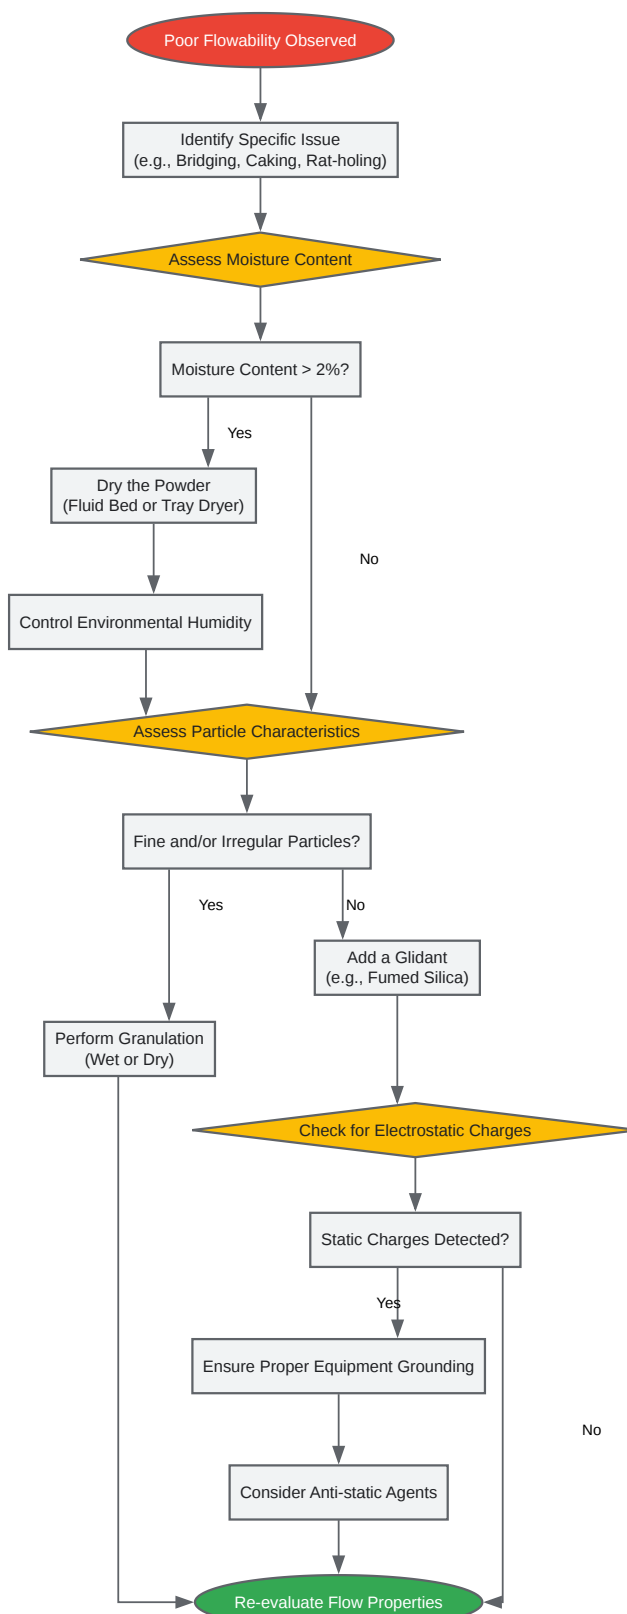 Poor Flowability Observed
Identify Specific Issue
(e.g., Bridging, Caking, Rat-holing)
Assess Moisture Content
Moisture Content > 2%?
Yes
Dry the Powder
(Fluid Bed or Tray Dryer)
No
Control Environmental Humidity
Assess Particle Characteristics
Fine and/or Irregular Particles?
Yes
No
Add a Glidant
(e.g., Fumed Silica)
Perform Granulation
(Wet or Dry)
Check for Electrostatic Charges
Static Charges Detected?
Yes
Ensure Proper Equipment Grounding
No
Consider Anti-static Agents
Re-evaluate Flow Properties